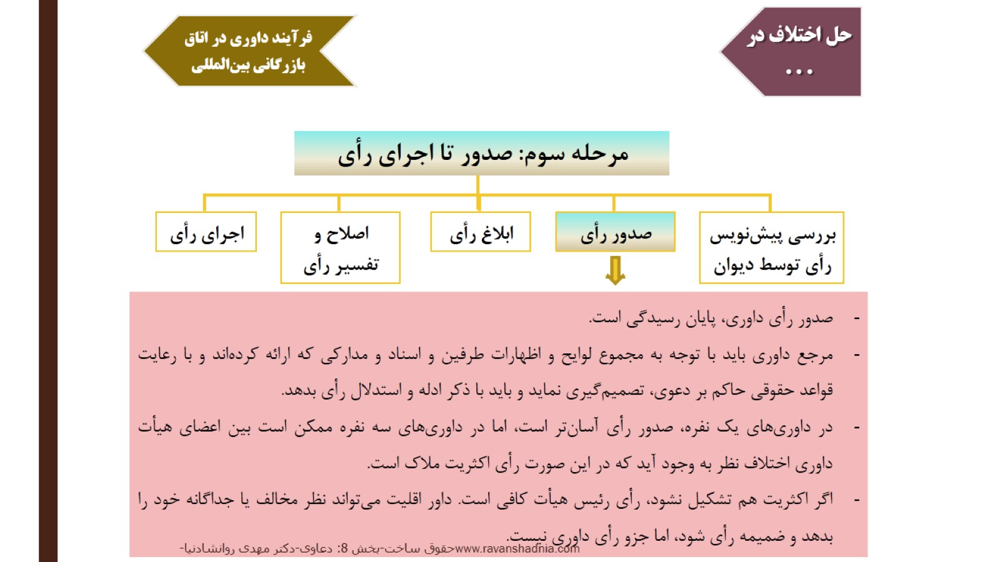 حل اختلاف در
...
فرآیند داوری در اتاق
بازرگانی بین‌المللی
مرحله سوم: صدور تا اجرای رأی
بررسی پیش‌نویس
رأی توسط دیوان
صدور رأی
ابلاغ رأی
اصلاح و
تفسیر رأی
اجرای رأی
- صدور رأی داوری، پایان رسیدگی است.
- مرجع داوری باید با توجه به مجموع لوایح و اظهارات طرفین و اسناد و مدارکی که ارائه کرده‌اند و با رعایت
قواعد حقوقی حاکم بر دعوی، تصمیم‌گیری نماید و باید با ذکر ادله و استدلال رأی بدهد.
- در داوری‌های یک نفره، صدور رأی آسان‌تر است، اما در داوری‌های سه نفره ممکن است بین اعضای هیأت
داوری اختلاف نظر به وجود آید که در این صورت رأی اکثریت ملاک است.
- اگر اکثریت هم تشکیل نشود، رأی رئیس هیأت کافی است. داور اقلیت می‌تواند نظر مخالف یا جداگانه خود را
بدهد و ضمیمه رأی شود، اما جزو رأی داوری نیست.
www.ravanshadnia.comحقوق ساخت-بخش 8: دعاوی-دکتر مهدی روانشادنیا-